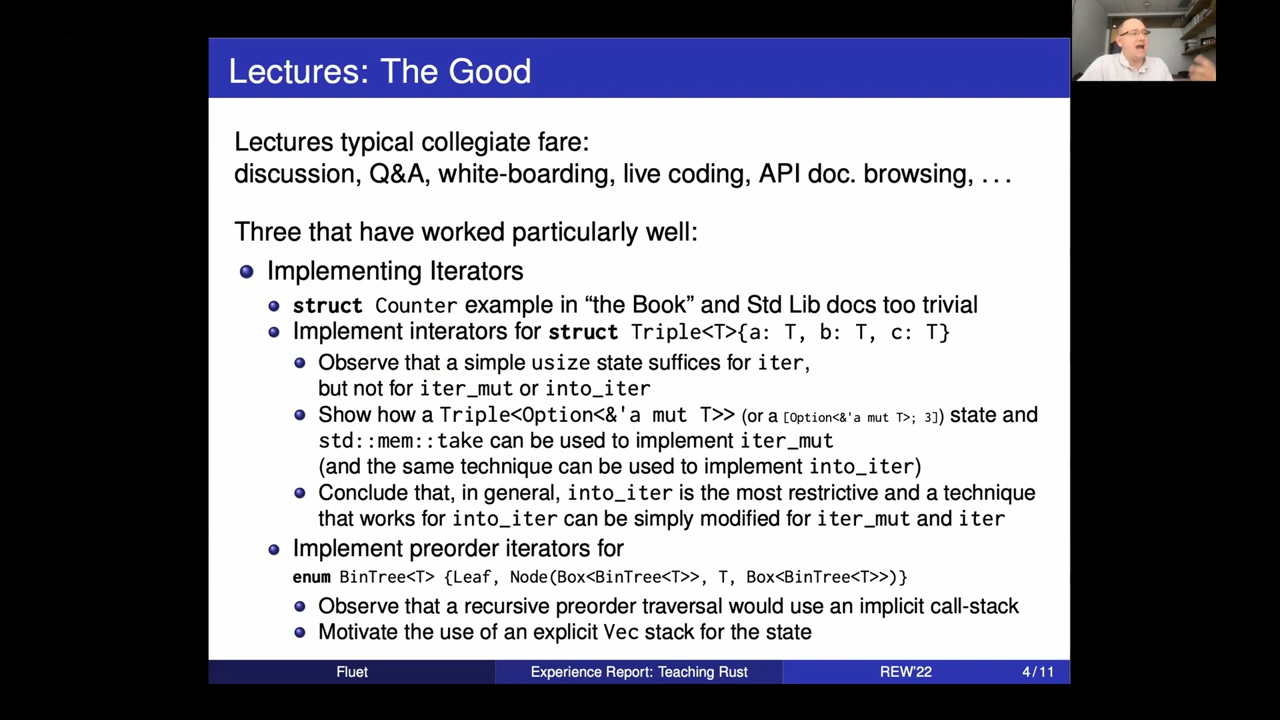 Lectures: The Good
Lectures typical collegiate fare:
discussion, Q&A, white-boarding, live coding, API doc. browsing, . . .
Three that have worked particularly well:
Implementing Iterators
struct Counter example in “the Book” and Std Lib docs too trivial
Implement interators for struct Triple<T>{a: T, b: T, c: T}
Observe that a simple usize state suffices for iter,
but not for iter_mut or into_iter
Show how a Triple<Option<&'a mut T>> (or a [Option<&'a mut T>; 3]) state and
std::mem::take can be used to implement iter_mut
(and the same technique can be used to implement into_iter)
Conclude that, in general, into_iter is the most restrictive and a technique
that works for into_iter can be simply modified for iter_mut and iter
Implement preorder iterators for
enum BinTree<T> {Leaf, Node(Box<BinTree<T>>, T, Box<BinTree<T>>)}
Observe that a recursive preorder traversal would use an implicit call-stack
Motivate the use of an explicit Vec stack for the state
Fluet Experience Report: Teaching Rust REW’22 4 / 11